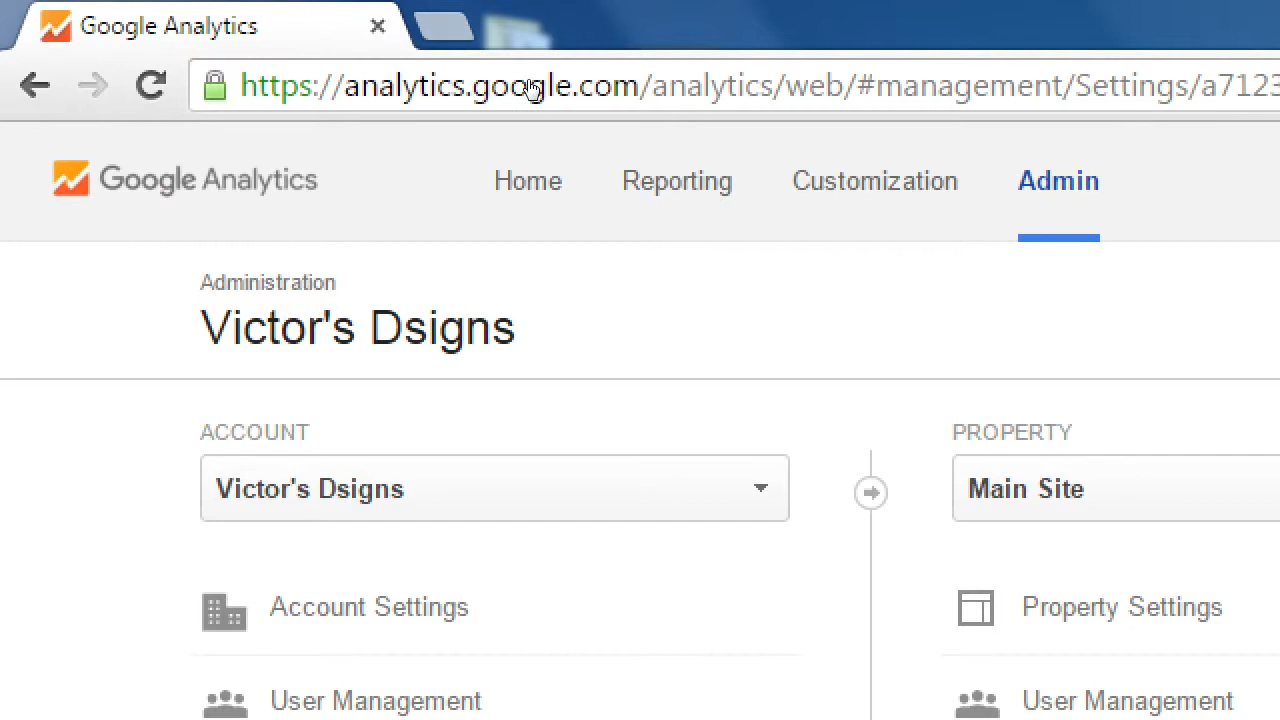 Google Analytics
https://analytics.google.com/analytics/web/#management/Settings/a7123
Google Analytics
Home Reporting Customization Admin
Administration
Victor's Dsigns
ACCOUNT PROPERTY
Victor's Dsigns Main Site
Account Settings Property Settings
User Management User Management